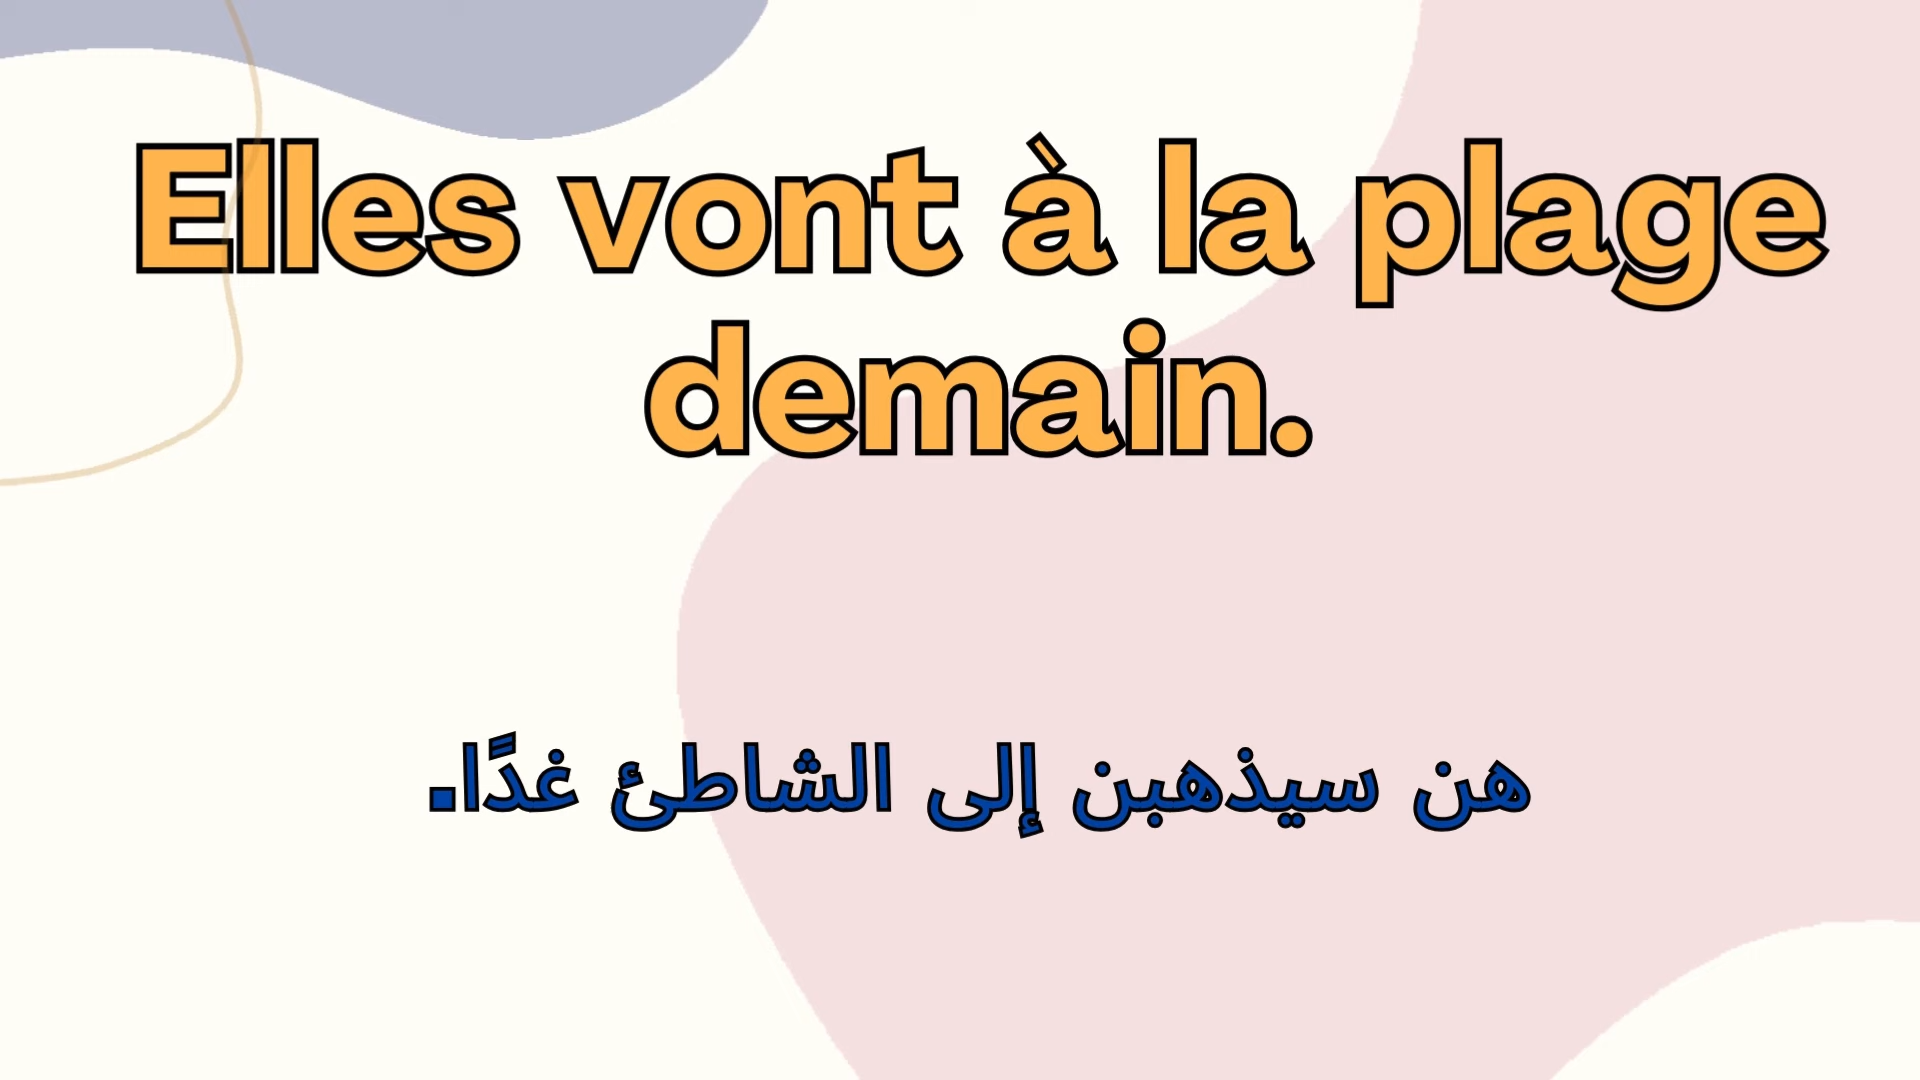 Elles vont à la plage
demain.
هن سيذهبن إلى الشاطئ غدًا.